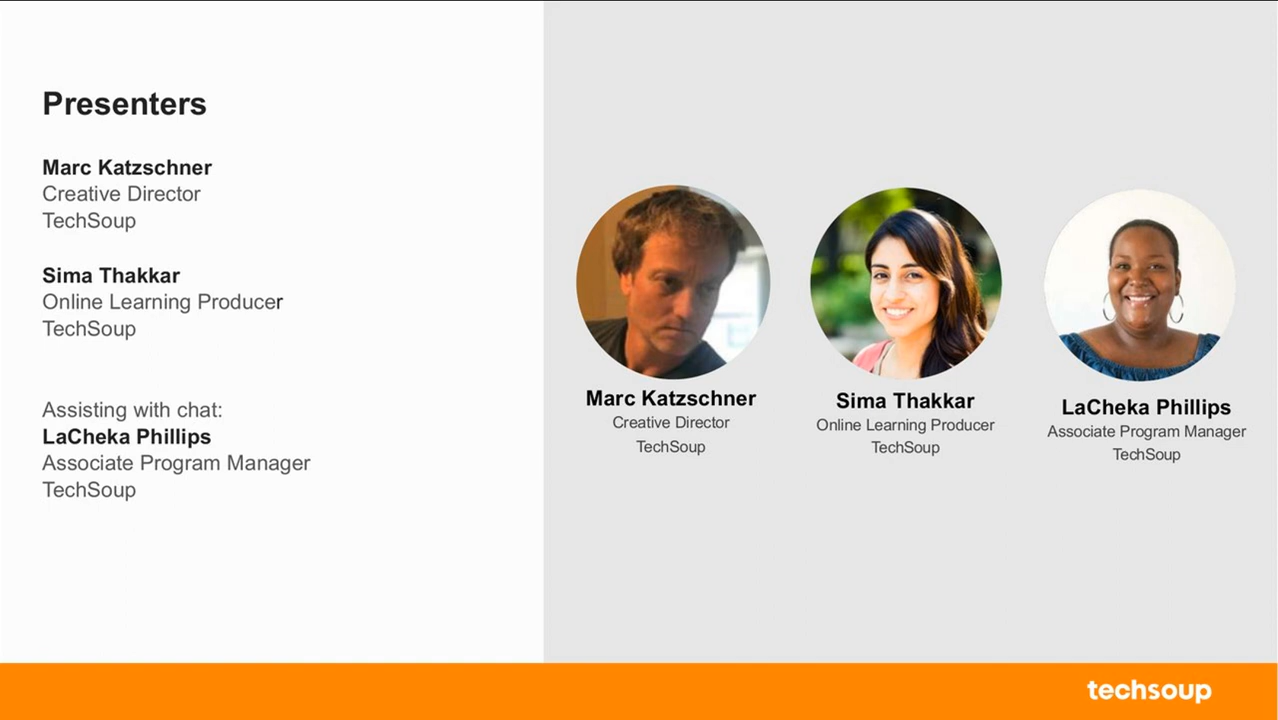 Presenters
Marc Katzschner
Creative Director
TechSoup
Sima Thakkar
Online Learning Producer
TechSoup
Assisting with chat:
LaCheka Phillips
Associate Program Manager
TechSoup
Marc Katzschner
Creative Director
TechSoup
Sima Thakkar
Online Learning Producer
TechSoup
LaCheka Phillips
Associate Program Manager
TechSoup
techsoup